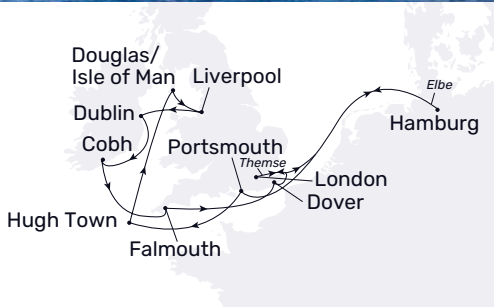 Douglas/
Isle of Man
Liverpool
Elbe
Dublin
Hamburg
Cobh
Portsmouth
Themse
London
Dover
Hugh Town
Falmouth